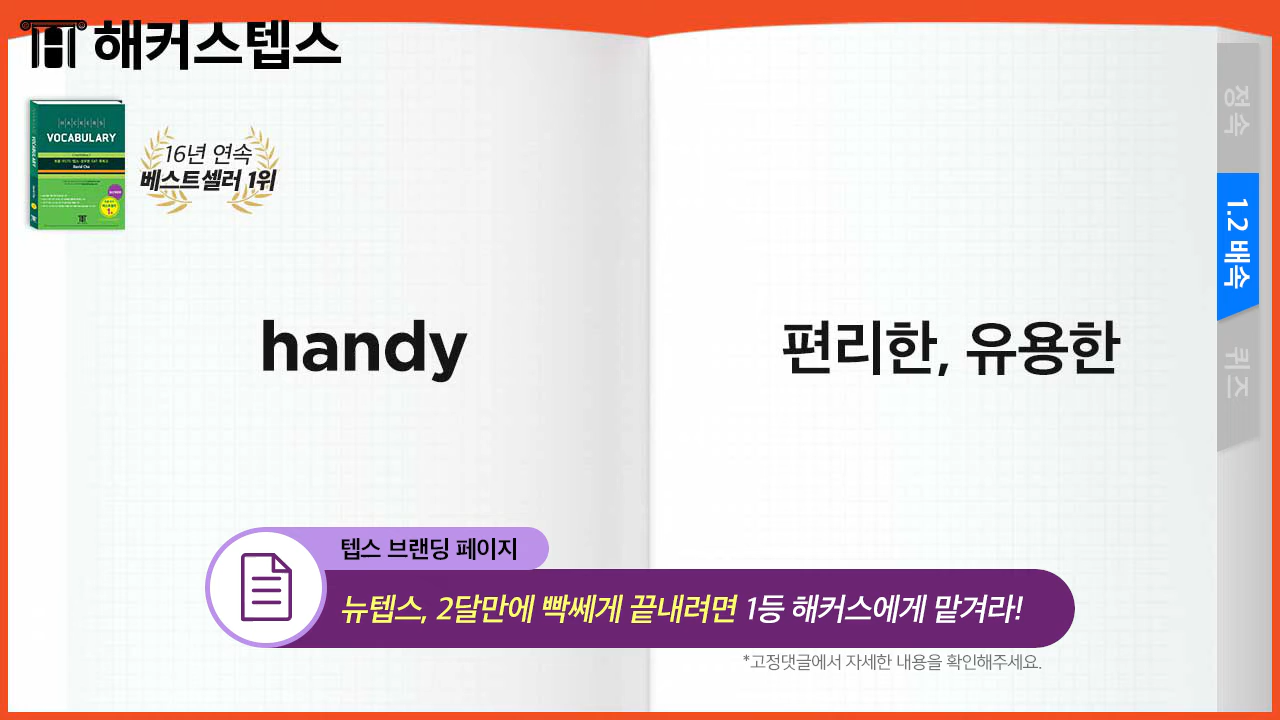 해커스텝스
HACKERS
VOCABULARY
David Cho
16년 연속
베스트셀러 1위
정속
1.2 배속
퀴즈
handy
편리한, 유용한
텝스 브랜딩 페이지
뉴텝스, 2달만에 빡쎄게 끝내려면 1등 해커스에게 맡겨라!
*고정댓글에서 자세한 내용을 확인해주세요.